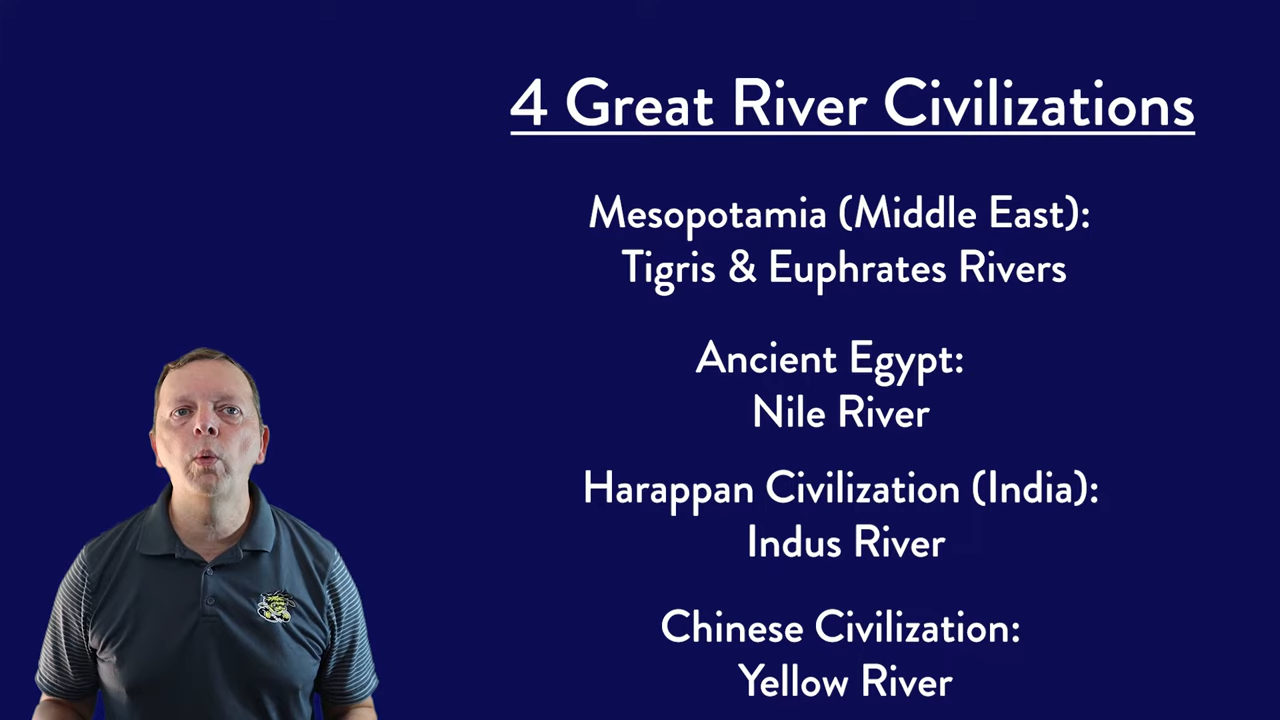 4 Great River Civilizations
Mesopotamia (Middle East):
Tigris & Euphrates Rivers
Ancient Egypt:
Nile River
Harappan Civilization (India):
Indus River
Chinese Civilization:
Yellow River